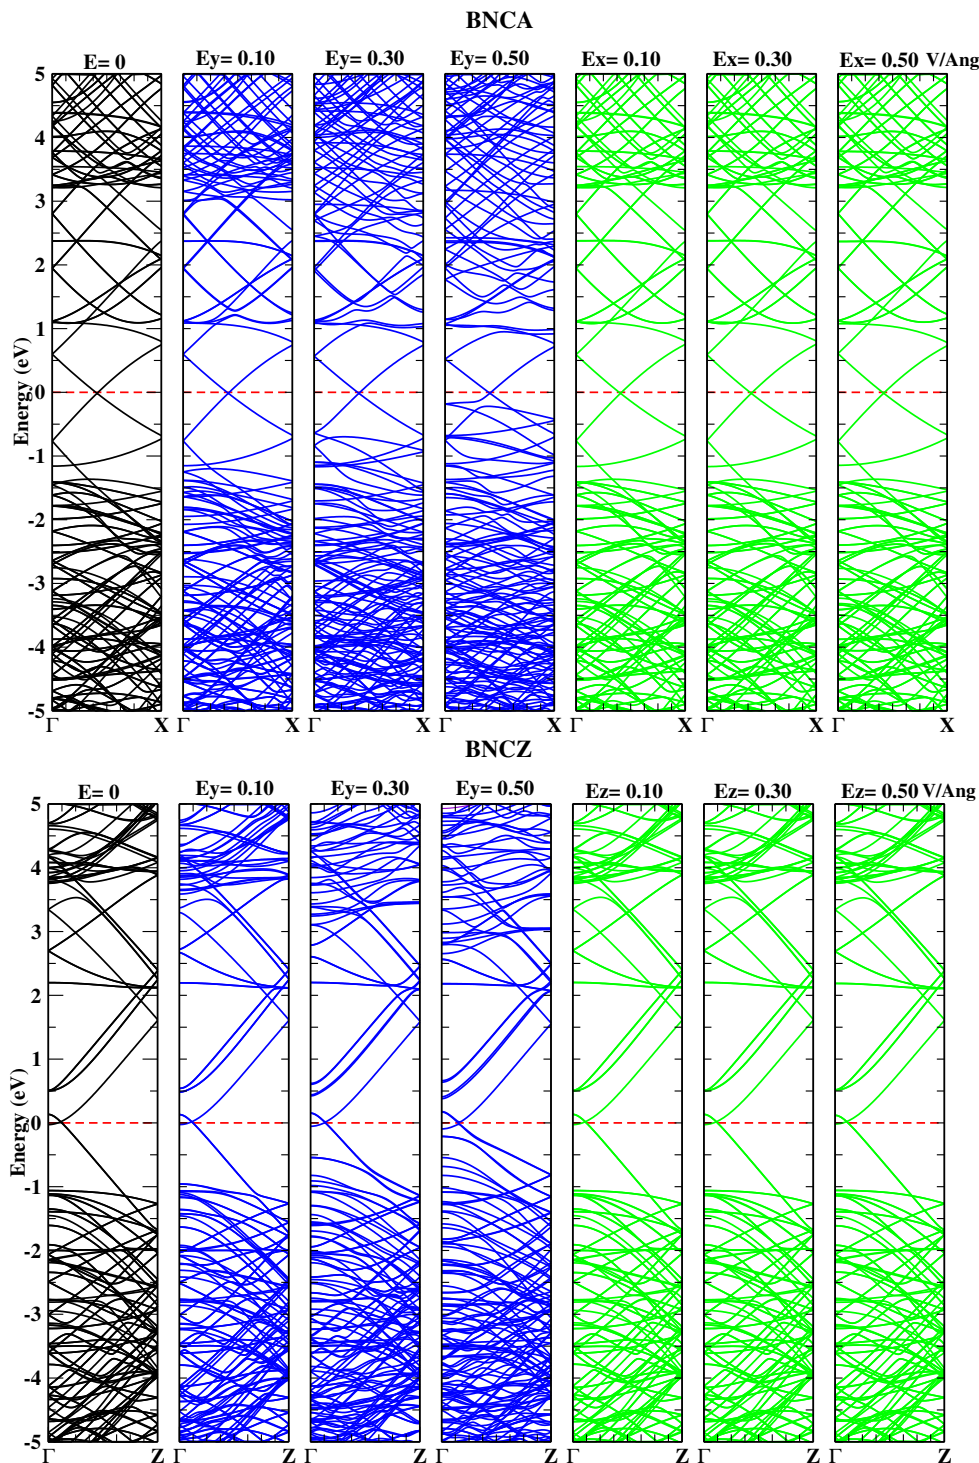 BNCA
E= 0 Ey= 0.10 Ey= 0.30 Ey= 0.50 Ex= 0.10 Ex= 0.30 Ex= 0.50 V/Ang
5
4
3
2
1
0
-1
-2
-3
-4
-5
Energy (eV)
Γ X Γ X Γ X Γ X Γ X Γ X Γ X
BNCZ
E= 0 Ey= 0.10 Ey= 0.30 Ey= 0.50 Ez= 0.10 Ez= 0.30 Ez= 0.50 V/Ang
5
4
3
2
1
0
-1
-2
-3
-4
-5
Energy (eV)
Γ Z Γ Z Γ Z Γ Z Γ Z Γ Z Γ Z